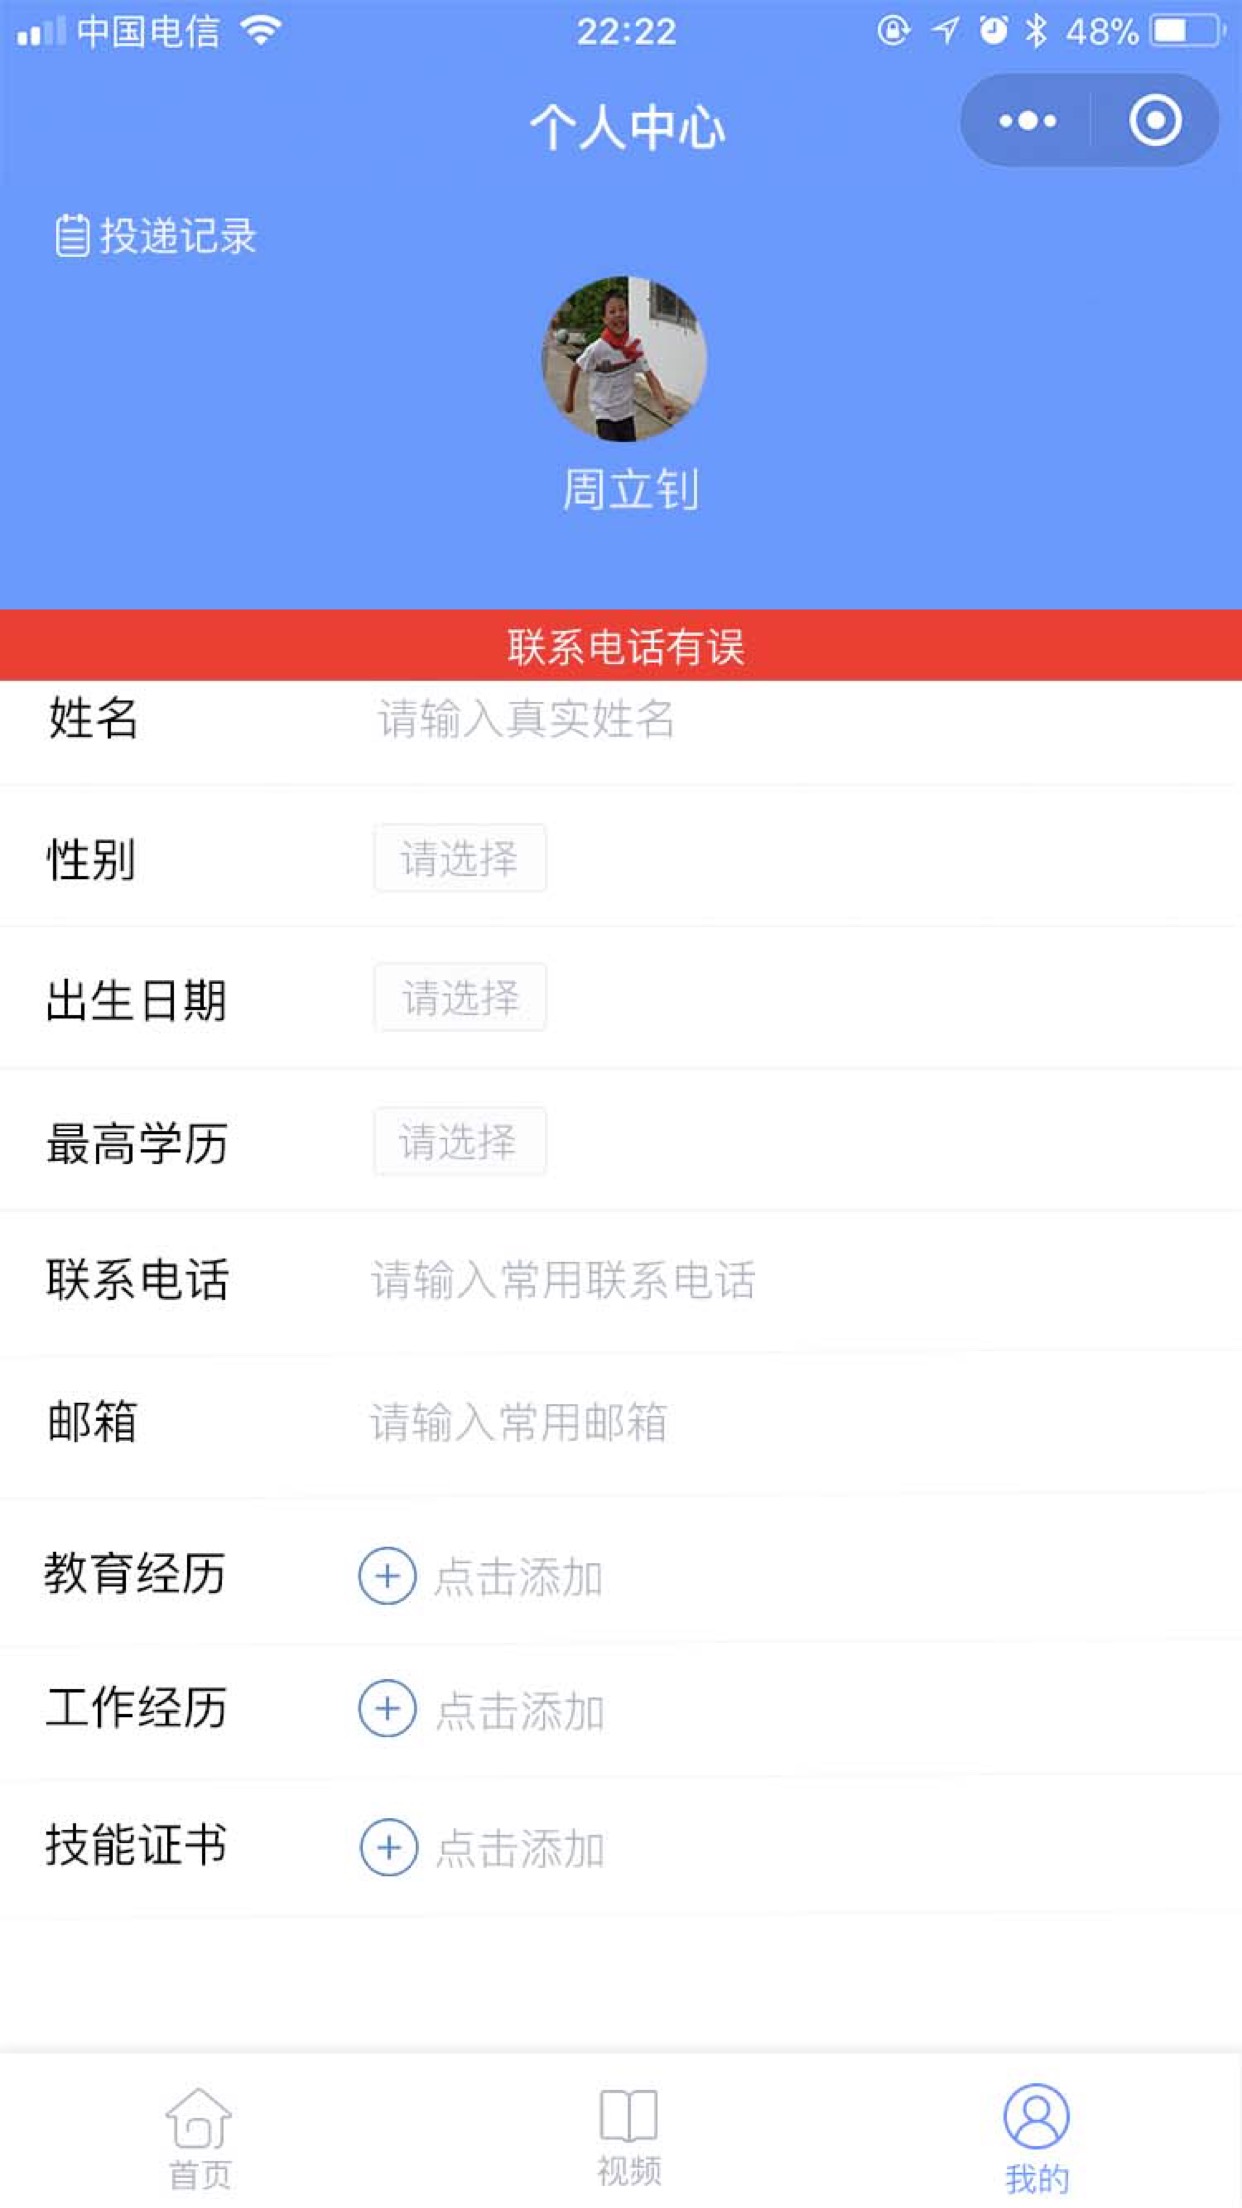 中国电信
22:22
48%
个人中心
投递记录
周立钊
联系电话有误
姓名 请输入真实姓名
性别 请选择
出生日期 请选择
最高学历 请选择
联系电话 请输入常用联系电话
邮箱 请输入常用邮箱
教育经历 点击添加
工作经历 点击添加
技能证书 点击添加
首页
视频
我的